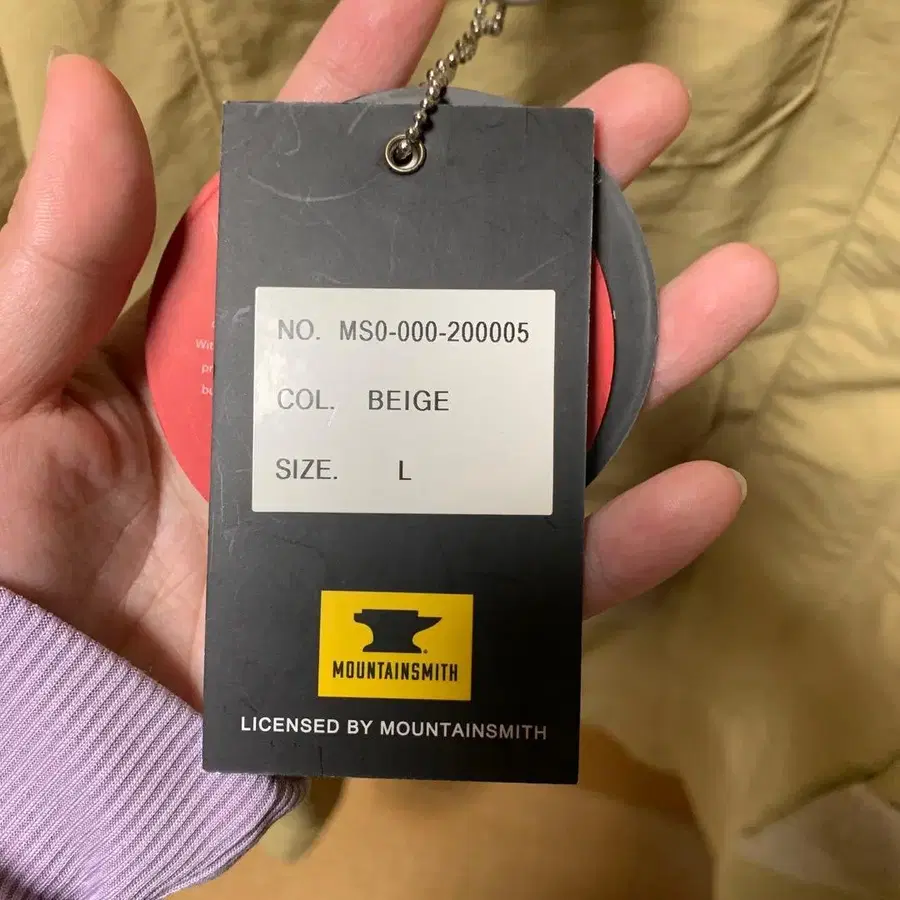 NO. MS0-000-200005
COL. BEIGE
SIZE. L
MOUNTAINSMITH
LICENSED BY MOUNTAINSMITH